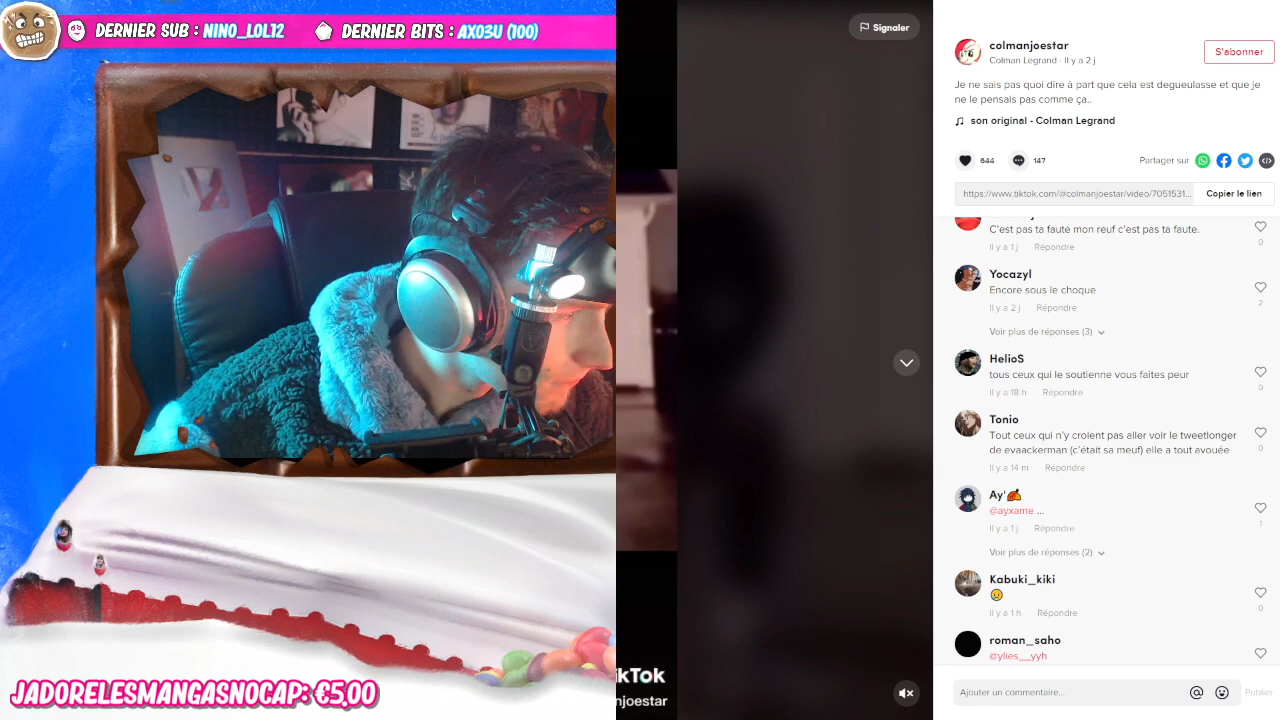 DERNIER SUB : NINO_LOL12
DERNIER BITS : AXO3U (100)
JADORELESMANGASNOCAP: €5,00
Signaler
ikTok
njoestar
colmanjoestar
Colman Legrand · Il y a 2 j
S'abonner
Je ne sais pas quoi dire à part que cela est degueulasse et que je
ne le pensais pas comme ça..
son original - Colman Legrand
644
147
Partager sur
https://www.tiktok.com/@colmanjoestar/video/7051531...
Copier le lien
C'est pas ta faute mon reuf c'est pas ta faute.
Il y a 1 j
Répondre
0
Yocazyl
Encore sous le choque
Il y a 2 j
Répondre
2
Voir plus de réponses (3)
HelioS
tous ceux qui le soutienne vous faites peur
Il y a 18 h
Répondre
0
Tonio
Tout ceux qui n'y croient pas aller voir le tweetlonger
de evaackerman (c'était sa meuf) elle a tout avouée
Il y a 14 m
Répondre
0
Ay'🍂
@ayxame ...
Il y a 1 j
Répondre
1
Voir plus de réponses (2)
Kabuki_kiki
😥
Il y a 1 h
Répondre
0
roman_saho
@ylies__yyh
Ajouter un commentaire...
Publier